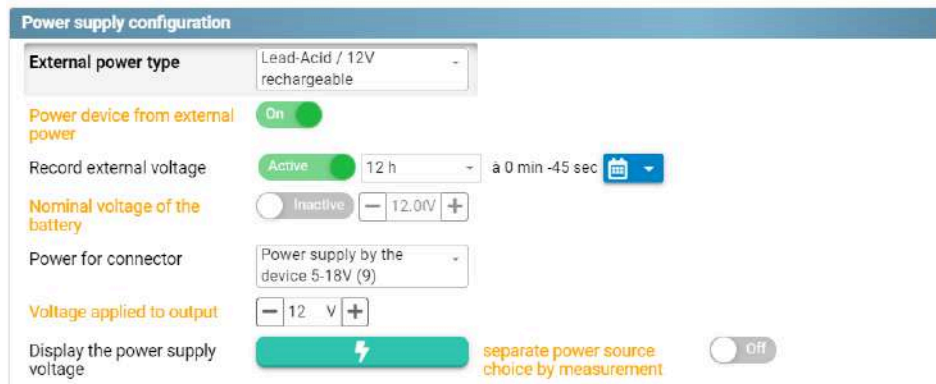 Power supply configuration
External power type
Lead-Acid / 12V
rechargeable
Power device from external
power
On
Record external voltage
Active
12 h
à 0 min -45 sec
Nominal voltage of the
battery
Inactive
12.0
Power for connector
Power supply by the
device 5-18V (9)
Voltage applied to output
12 V
Display the power supply
voltage
separate power source
choice by measurement
Off